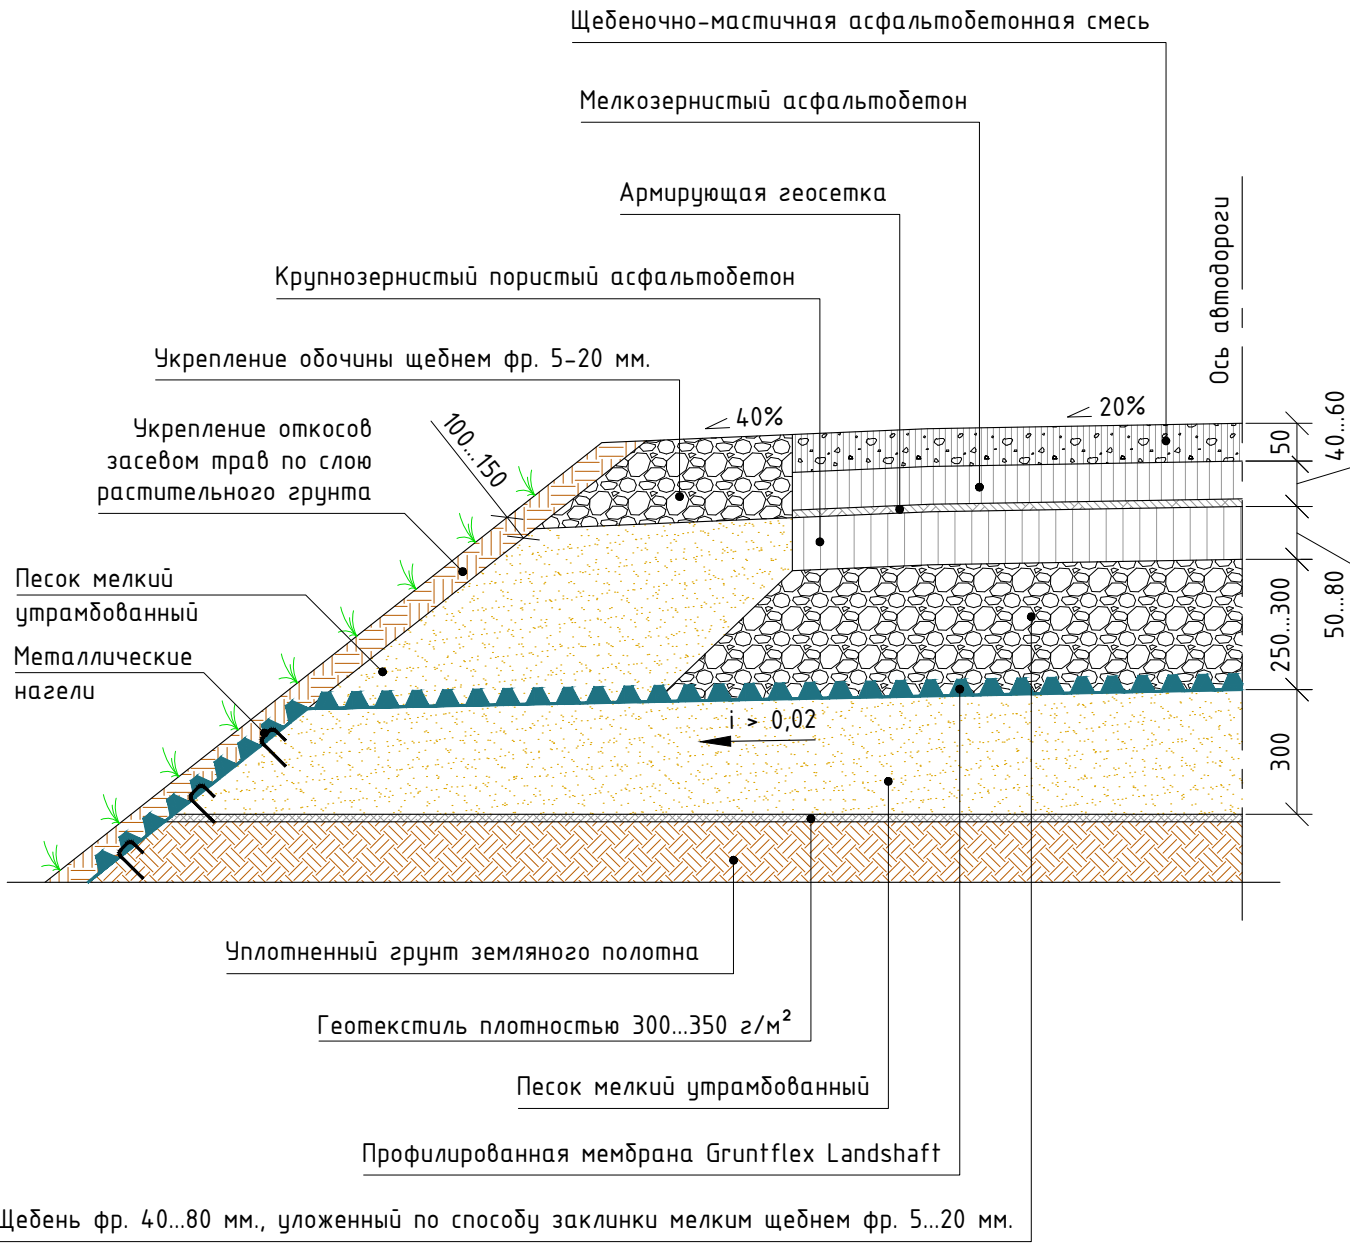 Щебеночно-мастичная асфальтобетонная смесь
Мелкозернистый асфальтобетон
Армирующая геосетка
Ось автодороги
Крупнозернистый пористый асфальтобетон
Укрепление обочины щебнем фр. 5-20 мм.
Укрепление откосов
засевом трав по слою
растительного грунта
100...150
40%
20%
50
40...60
Песок мелкий
утрамбованный
Металлические
нагели
250...300
50...80
i > 0,02
300
Уплотненный грунт земляного полотна
Геотекстиль плотностью 300...350 г/м²
Песок мелкий утрамбованный
Профилированная мембрана Gruntflex Landshaft
Щебень фр. 40...80 мм., уложенный по способу заклинки мелким щебнем фр. 5...20 мм.